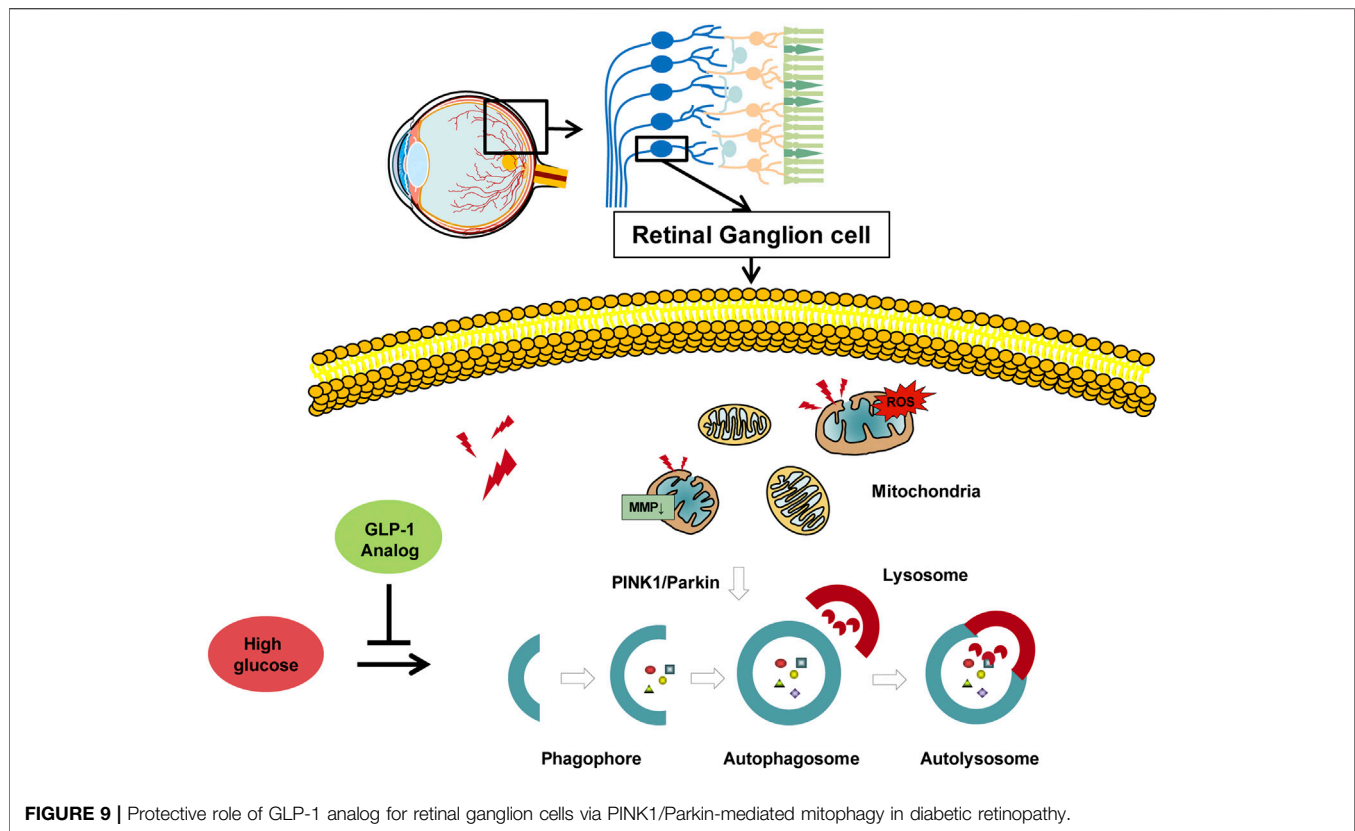 Retinal Ganglion cell
ROS
Mitochondria
MMP↓
GLP-1
Analog
PINK1/Parkin
Lysosome
High
glucose
Phagophore
Autophagosome
Autolysosome
FIGURE 9 | Protective role of GLP-1 analog for retinal ganglion cells via PINK1/Parkin-mediated mitophagy in diabetic retinopathy.